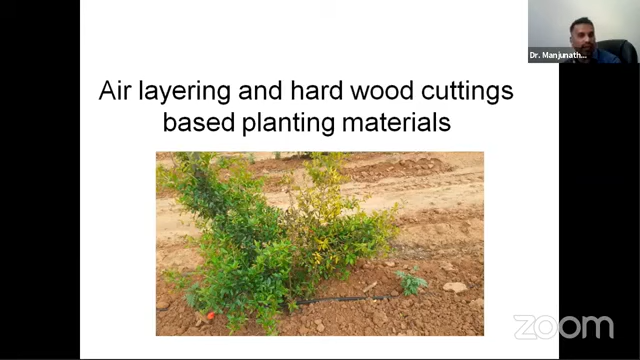 Dr. Manjunath...
Air layering and hard wood cuttings
based planting materials
zoom